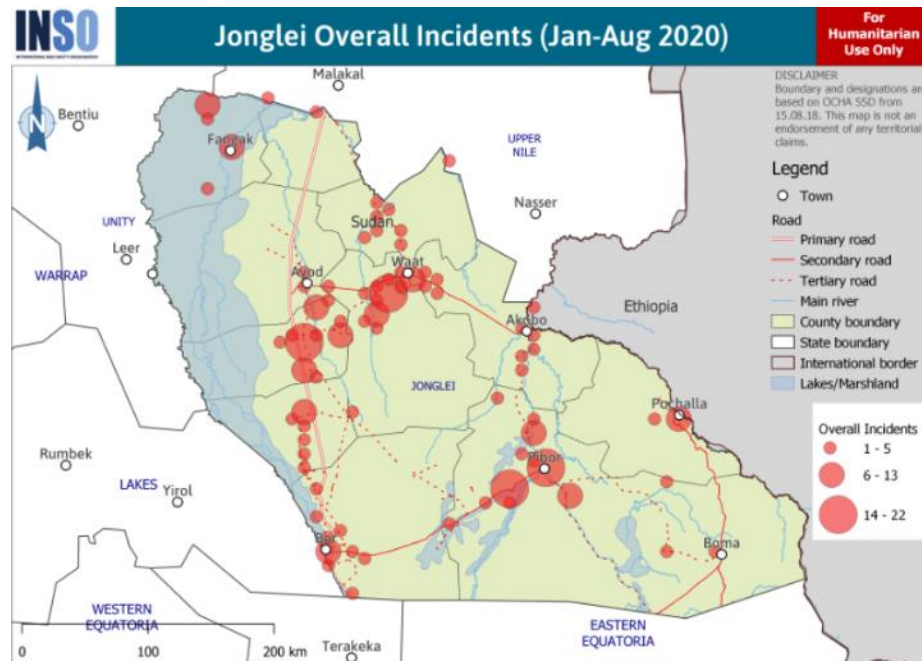 INSO
Jonglei Overall Incidents (Jan-Aug 2020)
For
Humanitarian
Use Only
DISCLAIMER
Boundary and designations are
based on OCHA SSD from
15.08.18. This map is not an
endorsement of any territorial
claims.
Legend
Town
Road
Primary road
Secondary road
Tertiary road
Main river
County boundary
State boundary
International border
Lakes/Marshland
Overall Incidents
1 - 5
6 - 13
14 - 22
N
Malakal
Bentiu
Fangak
UPPER
NILE
Nasser
Sudan
UNITY
Leer
Waat
Ayod
WARRAP
Ethiopia
Akobo
JONGLEI
Pochalla
Rumbek
Pibor
LAKES
Yirol
Bor
Boma
WESTERN
EQUATORIA
EASTERN
EQUATORIA
Terakeka
0
100
200 km